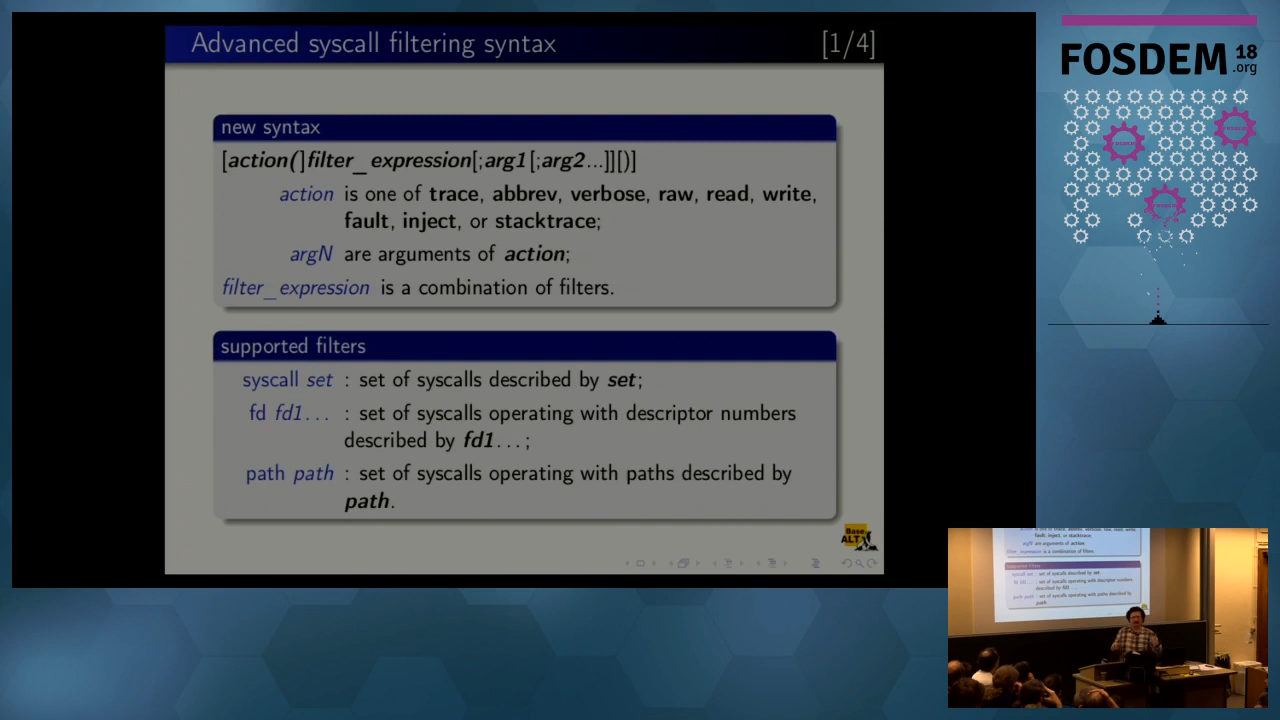 Advanced syscall filtering syntax [1/4]
new syntax
[action(]filter_expression[;arg1[;arg2...]][)]
action is one of trace, abbrev, verbose, raw, read, write,
fault, inject, or stacktrace;
argN are arguments of action;
filter_expression is a combination of filters.
supported filters
syscall set : set of syscalls described by set;
fd fd1... : set of syscalls operating with descriptor numbers
described by fd1...;
path path : set of syscalls operating with paths described by
path.
Base
ALT
FOSDEM 18
.org